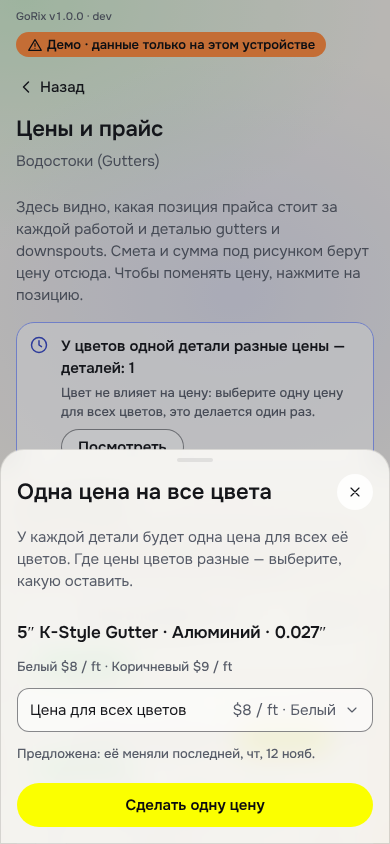 GoRix v1.0.0 · dev
Демо · данные только на этом устройстве
Назад
Цены и прайс
Водостоки (Gutters)
Здесь видно, какая позиция прайса стоит за
каждой работой и деталью gutters и
downspouts. Смета и сумма под рисунком берут
цену отсюда. Чтобы поменять цену, нажмите на
позицию.
У цветов одной детали разные цены —
деталей: 1
Цвет не влияет на цену: выберите одну цену
для всех цветов, это делается один раз.
Посмотреть
Одна цена на все цвета
У каждой детали будет одна цена для всех её
цветов. Где цены цветов разные — выберите,
какую оставить.
5″ K-Style Gutter · Алюминий · 0.027″
Белый $8 / ft · Коричневый $9 / ft
Цена для всех цветов $8 / ft · Белый
Предложена: её меняли последней, чт, 12 нояб.
Сделать одну цену